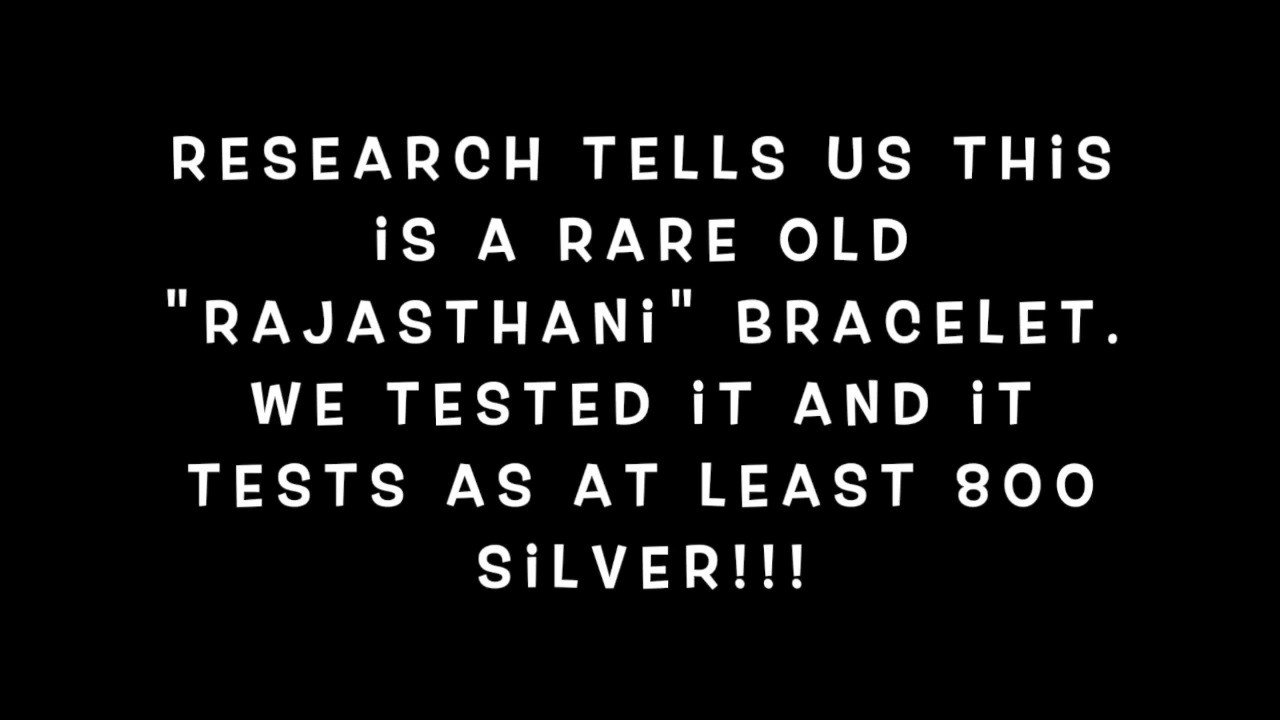 RESEARCH TELLS US THiS
iS A RARE OLD
"RAJASTHANi" BRACELET.
WE TESTED iT AND iT
TESTS AS AT LEAST 800
SiLVER!!!